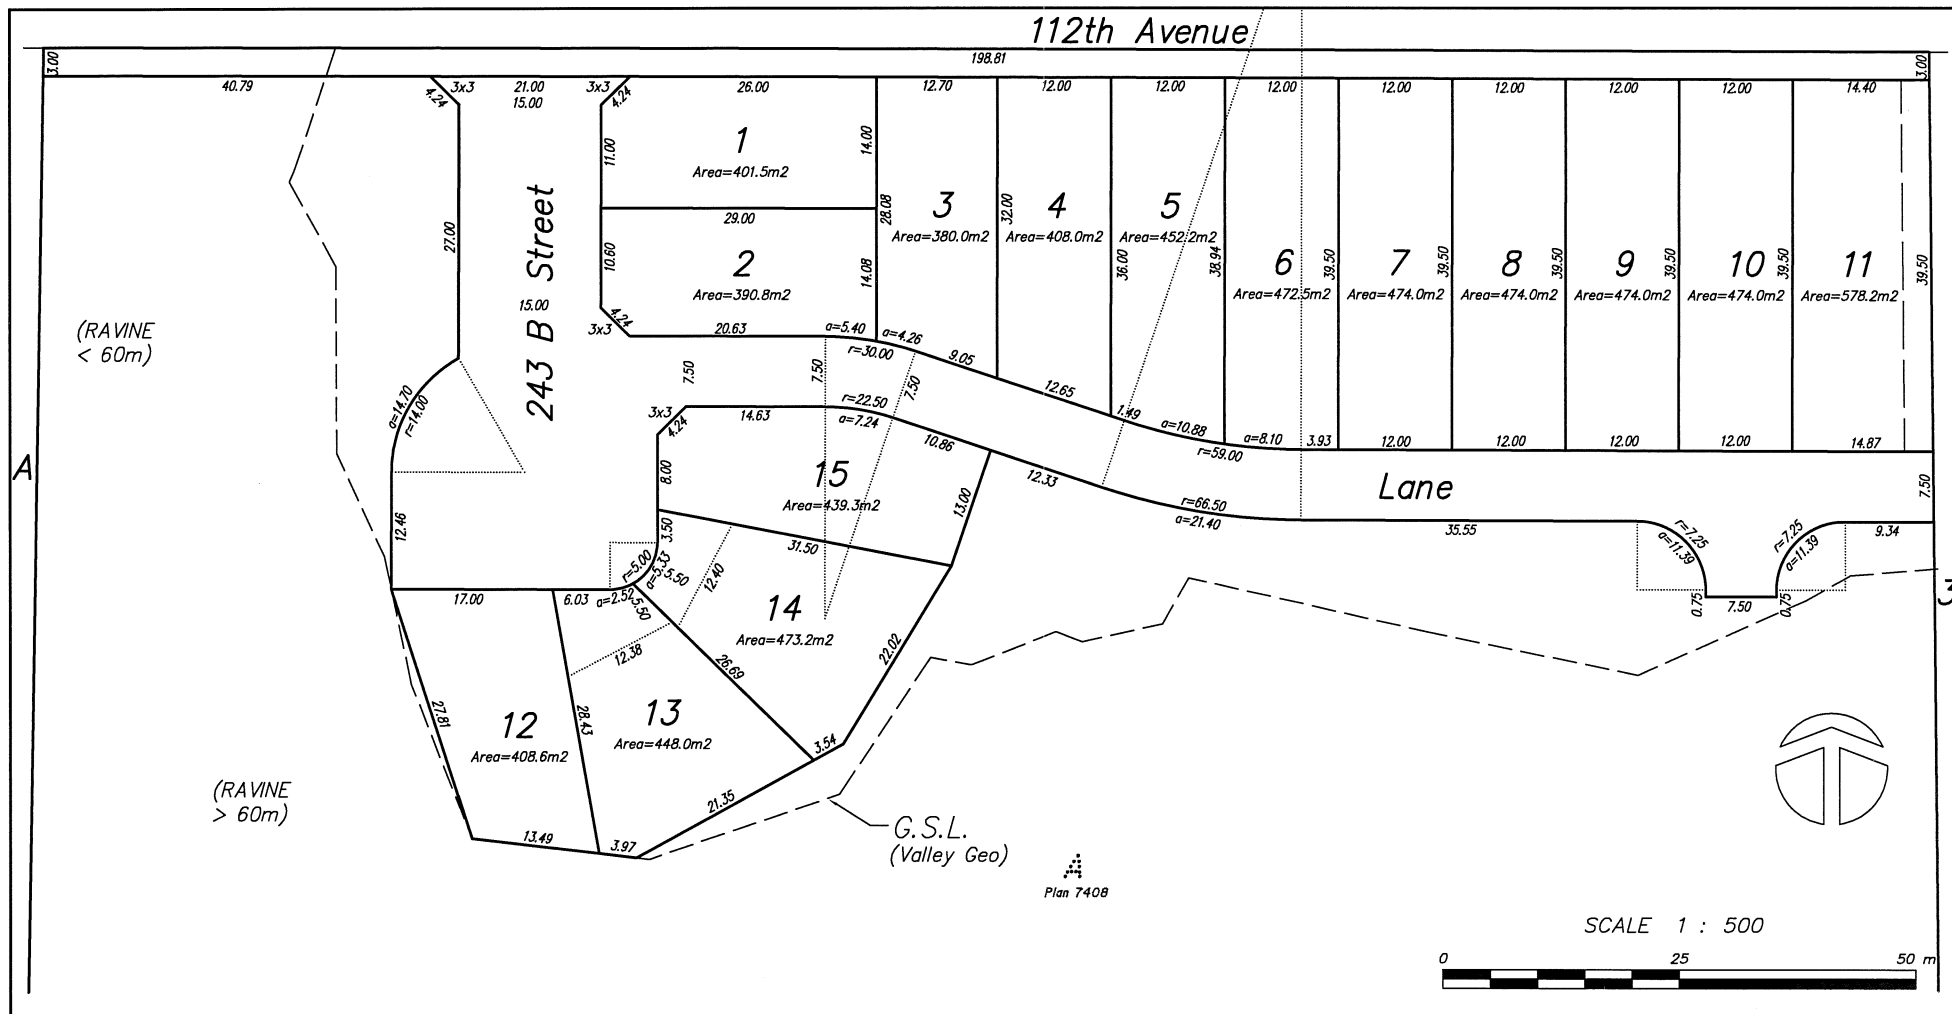 112th Avenue
198.81
3.00
3.00
40.79
4.24
3x3
21.00
15.00
3x3
4.24
26.00
12.70
12.00
12.00
12.00
12.00
12.00
12.00
12.00
14.40
11.00
1
Area=401.5m2
14.00
29.00
27.00
243 B Street
15.00
10.60
2
Area=390.8m2
14.08
28.08
3
Area=380.0m2
32.00
4
Area=408.0m2
36.00
5
Area=452.2m2
38.94
6
Area=472.5m2
39.50
7
Area=474.0m2
39.50
8
Area=474.0m2
39.50
9
Area=474.0m2
39.50
10
Area=474.0m2
39.50
11
Area=578.2m2
39.50
(RAVINE
< 60m)
4.24
3x3
20.63
a=5.40
a=4.26
r=30.00
9.05
12.65
1.49
a=10.88
a=8.10
3.93
r=59.00
12.00
12.00
12.00
12.00
14.87
7.50
7.50
7.50
a=14.70
r=14.00
3x3
4.24
14.63
r=22.50
a=7.24
10.86
12.33
A
8.00
15
Area=439.3m2
13.00
Lane
7.50
12.46
3.50
31.50
r=66.50
a=21.40
35.55
r=7.25
a=11.39
r=7.25
a=11.39
9.34
0.75
7.50
0.75
3
r=5.00
a=5.33
5.50
12.40
17.00
6.03
a=2.52
5.50
14
Area=473.2m2
12.38
26.69
22.02
27.81
12
Area=408.6m2
28.43
13
Area=448.0m2
3.54
21.35
13.49
3.97
(RAVINE
> 60m)
G.S.L.
(Valley Geo)
A
Plan 7408
SCALE 1 : 500
0 25 50 m